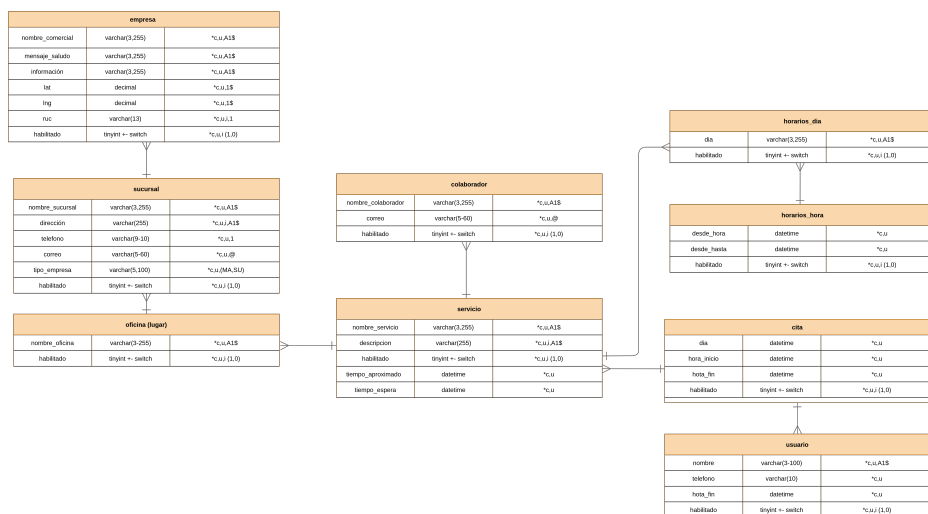 empresa
nombre_comercial varchar(3,255) *c,u,A1$
mensaje_saludo varchar(3,255) *c,u,A1$
información varchar(3,255) *c,u,A1$
lat decimal *c,u,1$
lng decimal *c,u,1$
ruc varchar(13) *c,u,i,1
habilitado tinyint +- switch *c,u,i (1,0)
sucursal
nombre_sucursal varchar(3,255) *c,u,A1$
dirección varchar(255) *c,u,i,A1$
telefono varchar(9-10) *c,u,1
correo varchar(5-60) *c,u,@
tipo_empresa varchar(5,100) *c,u,(MA,SU)
habilitado tinyint +- switch *c,u,i (1,0)
oficina (lugar)
nombre_oficina varchar(3-255) *c,u,A1$
habilitado tinyint +- switch *c,u,i (1,0)
colaborador
nombre_colaborador varchar(3,255) *c,u,A1$
correo varchar(5-60) *c,u,@
habilitado tinyint +- switch *c,u,i (1,0)
servicio
nombre_servicio varchar(3,255) *c,u,A1$
descripcion varchar(255) *c,u,i,A1$
habilitado tinyint +- switch *c,u,i (1,0)
tiempo_aproximado datetime *c,u
tiempo_espera datetime *c,u
horarios_dia
dia varchar(3,255) *c,u,A1$
habilitado tinyint +- switch *c,u,i (1,0)
horarios_hora
desde_hora datetime *c,u
desde_hasta datetime *c,u
habilitado tinyint +- switch *c,u,i (1,0)
cita
dia datetime *c,u
hora_inicio datetime *c,u
hota_fin datetime *c,u
habilitado tinyint +- switch *c,u,i (1,0)
usuario
nombre varchar(3-100) *c,u,A1$
telefono varchar(10) *c,u
hota_fin datetime *c,u
habilitado tinyint +- switch *c,u,i (1,0)